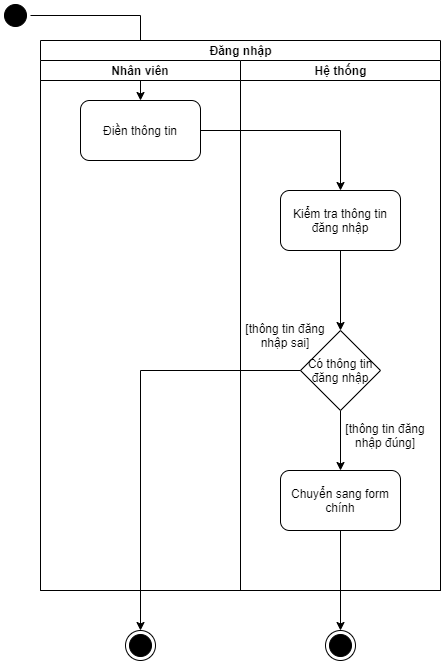 Đăng nhập
Nhân viên
Hệ thống
Điền thông tin
Kiểm tra thông tin
đăng nhập
[thông tin đăng
nhập sai]
Có thông tin
đăng nhập
[thông tin đăng
nhập đúng]
Chuyển sang form
chính